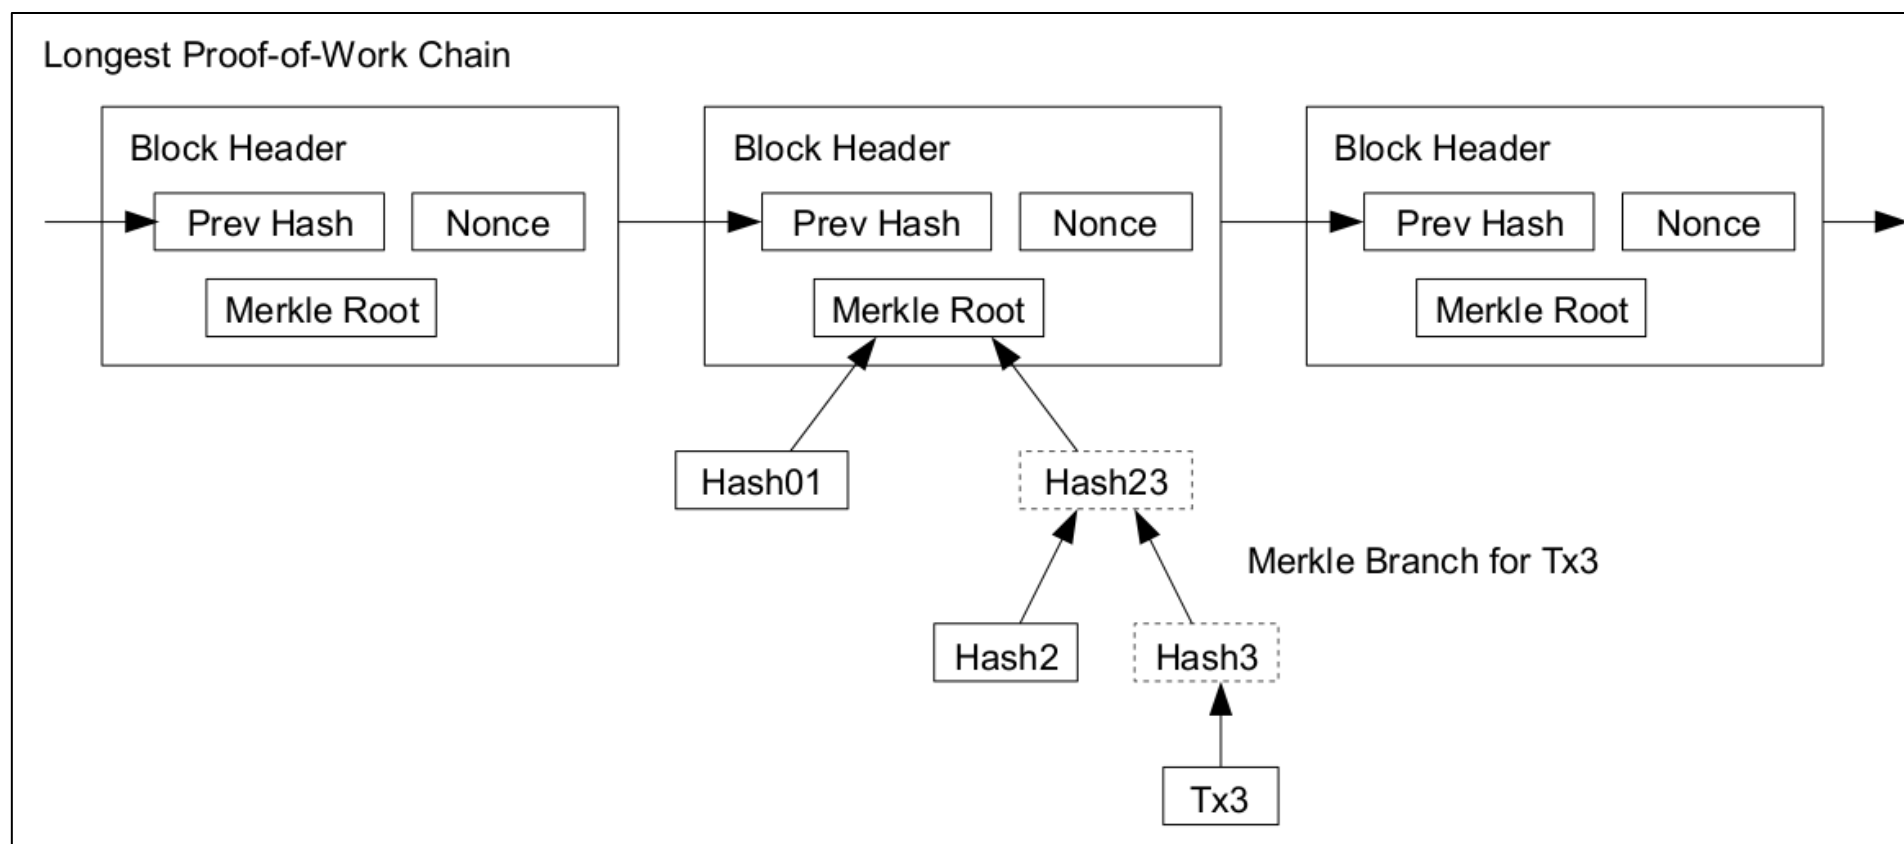 Longest Proof-of-Work Chain
Block Header
Prev Hash
Nonce
Merkle Root
Block Header
Prev Hash
Nonce
Merkle Root
Block Header
Prev Hash
Nonce
Merkle Root
Hash01
Hash23
Merkle Branch for Tx3
Hash2
Hash3
Tx3